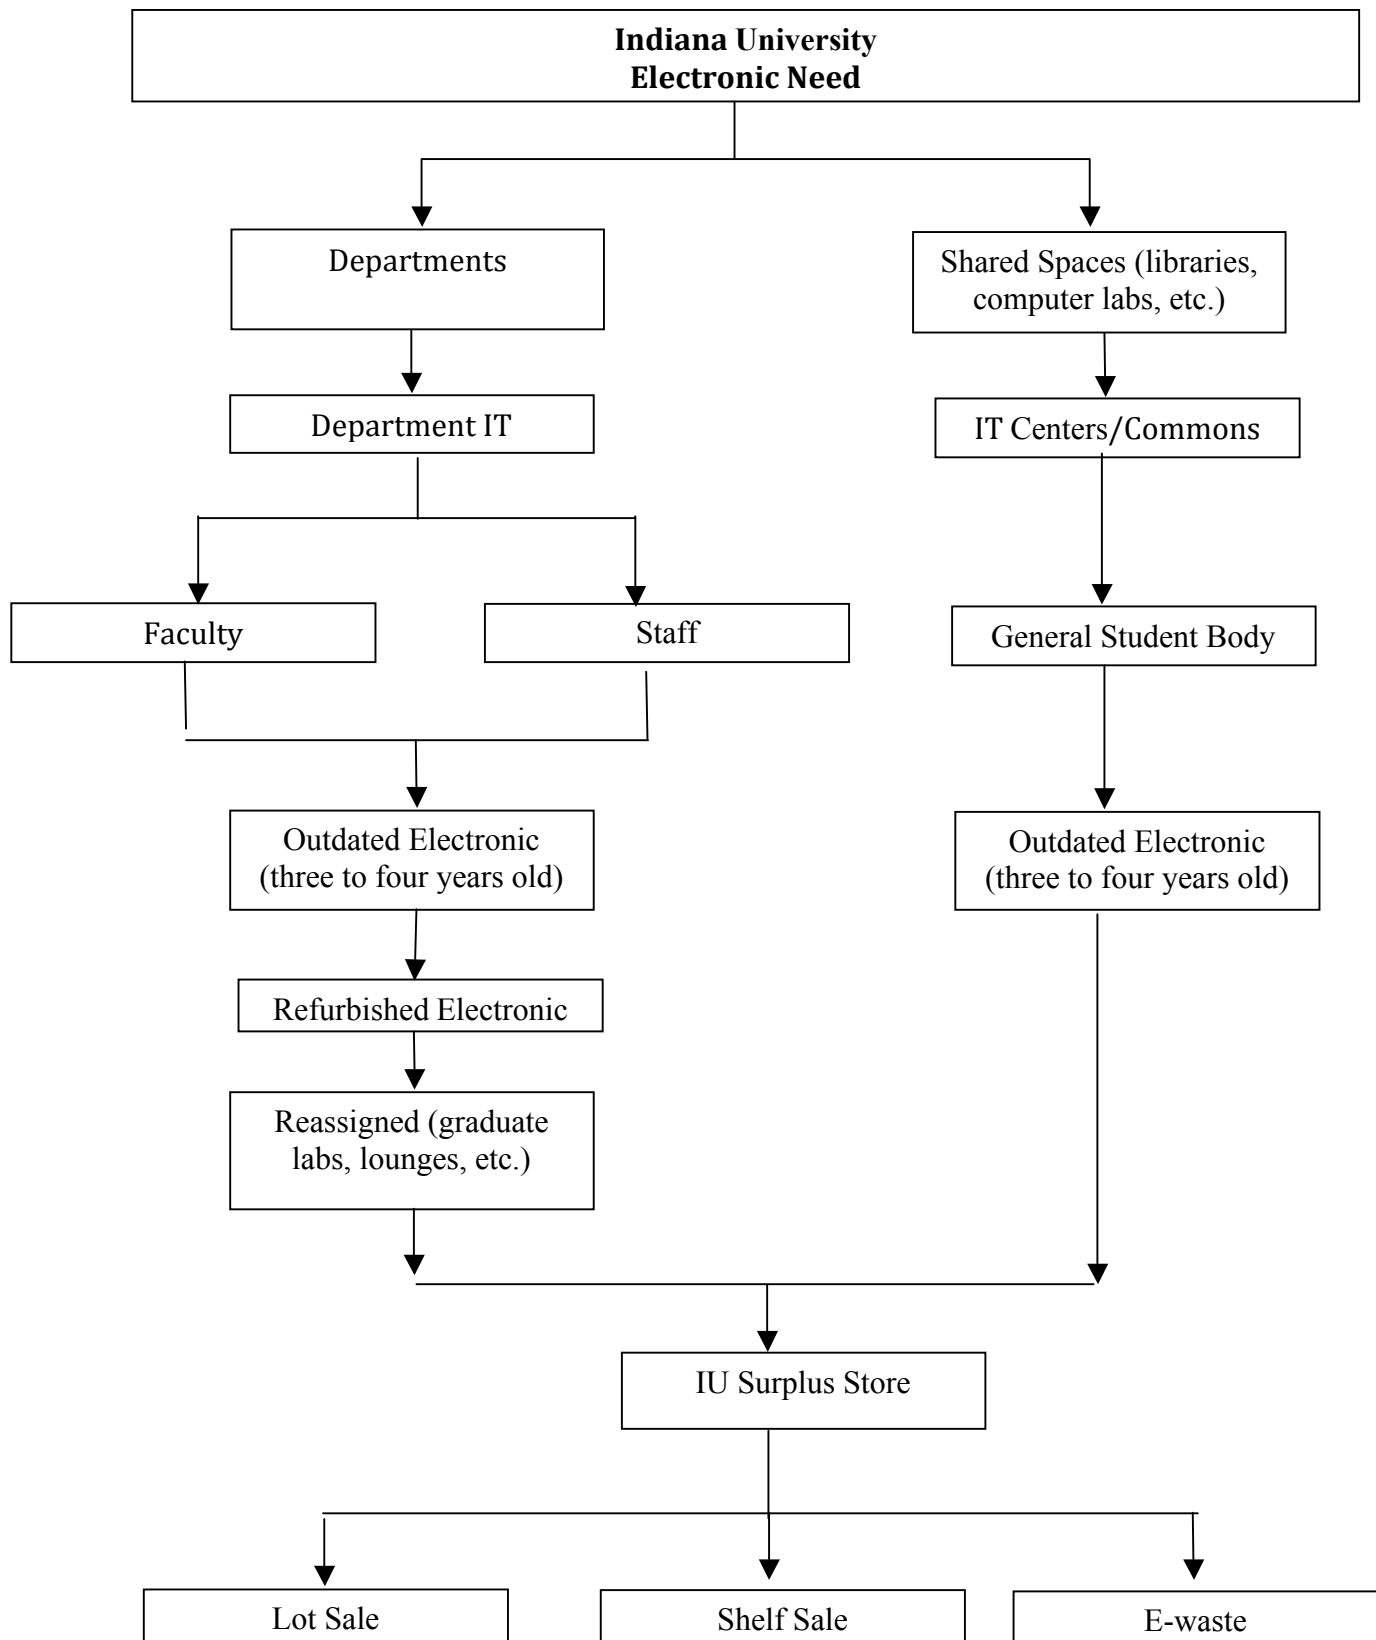 Indiana University
Electronic Need
Departments
Shared Spaces (libraries,
computer labs, etc.)
Department IT
IT Centers/Commons
Faculty
Staff
General Student Body
Outdated Electronic
(three to four years old)
Outdated Electronic
(three to four years old)
Refurbished Electronic
Reassigned (graduate
labs, lounges, etc.)
IU Surplus Store
Lot Sale
Shelf Sale
E-waste